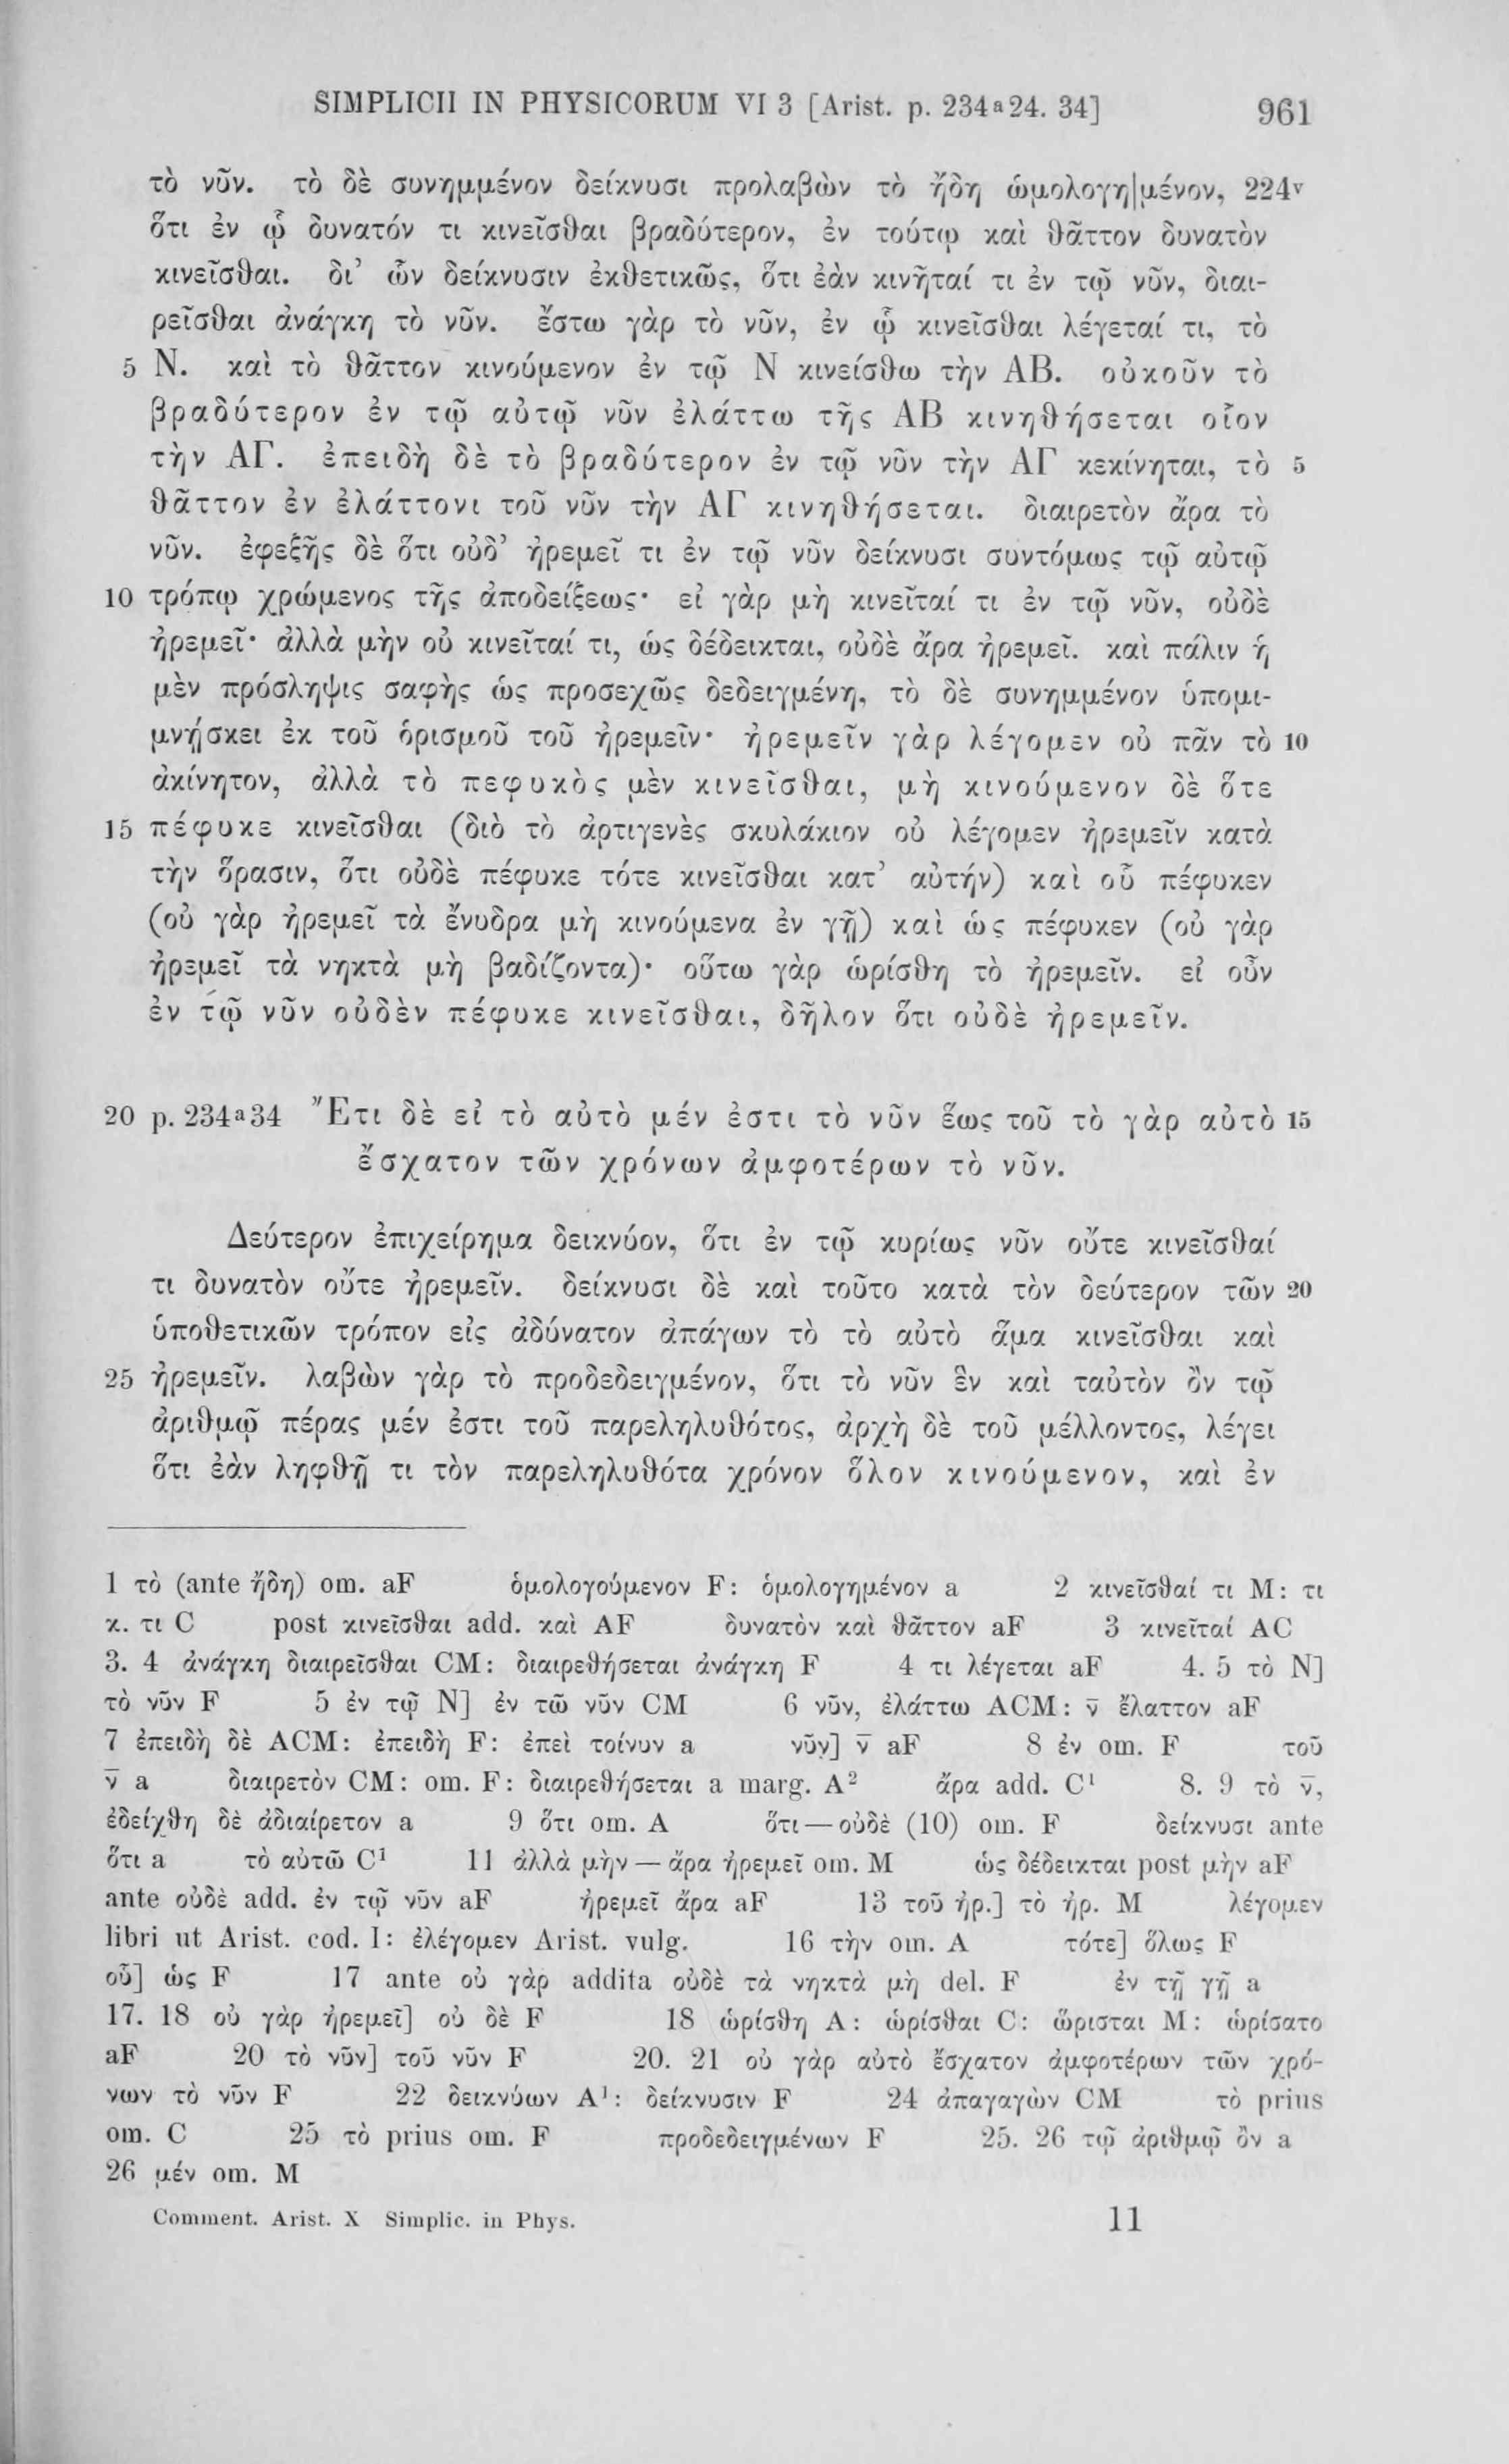 SIMPLICII IN PHYSICORUM VI 3 [Arist. p. 234ª24. 34] 961
τὸ νῦν. τὸ δὲ συνημμένον δείκνυσι προλαβὼν τὸ ἤδη ὡμολογη|μένον, 224ᵛ
ὅτι ἐν ᾧ δυνατόν τι κινεῖσθαι βραδύτερον, ἐν τούτῳ καὶ θᾶττον δυνατὸν
κινεῖσθαι. δι’ ὧν δείκνυσιν ἐκθετικῶς, ὅτι ἐὰν κινῆταί τι ἐν τῷ νῦν, διαι-
ρεῖσθαι ἀνάγκη τὸ νῦν. ἔστω γὰρ τὸ νῦν, ἐν ᾧ κινεῖσθαι λέγεταί τι, τὸ
5 Ν. καὶ τὸ θᾶττον κινούμενον ἐν τῷ Ν κινείσθω τὴν ΑΒ. οὐκοῦν τὸ
βραδύτερον ἐν τῷ αὐτῷ νῦν ἐλάττω τῆς ΑΒ κινηθήσεται οἷον
τὴν ΑΓ. ἐπειδὴ δὲ τὸ βραδύτερον ἐν τῷ νῦν τὴν ΑΓ κεκίνηται, τὸ 5
θᾶττον ἐν ἐλάττονι τοῦ νῦν τὴν ΑΓ κινηθήσεται. διαιρετὸν ἄρα τὸ
νῦν. ἐφεξῆς δὲ ὅτι οὐδ’ ἠρεμεῖ τι ἐν τῷ νῦν δείκνυσι συντόμως τῷ αὐτῷ
10 τρόπῳ χρώμενος τῆς ἀποδείξεως· εἰ γὰρ μὴ κινεῖταί τι ἐν τῷ νῦν, οὐδὲ
ἠρεμεῖ· ἀλλὰ μὴν οὐ κινεῖταί τι, ὡς δέδεικται, οὐδὲ ἄρα ἠρεμεῖ. καὶ πάλιν ἡ
μὲν πρόσληψις σαφὴς ὡς προσεχῶς δεδειγμένη, τὸ δὲ συνημμένον ὑπομι-
μνῄσκει ἐκ τοῦ ὁρισμοῦ τοῦ ἠρεμεῖν· ἠρεμεῖν γὰρ λέγομεν οὐ πᾶν τὸ 10
ἀκίνητον, ἀλλὰ τὸ πεφυκὸς μὲν κινεῖσθαι, μὴ κινούμενον δὲ ὅτε
15 πέφυκε κινεῖσθαι (διὸ τὸ ἀρτιγενὲς σκυλάκιον οὐ λέγομεν ἠρεμεῖν κατὰ
τὴν ὅρασιν, ὅτι οὐδὲ πέφυκε τότε κινεῖσθαι κατ’ αὐτήν) καὶ οὗ πέφυκεν
(οὐ γὰρ ἠρεμεῖ τὰ ἔνυδρα μὴ κινούμενα ἐν γῇ) καὶ ὡς πέφυκεν (οὐ γὰρ
ἠρεμεῖ τὰ νηκτὰ μὴ βαδίζοντα)· οὕτω γὰρ ὡρίσθη τὸ ἠρεμεῖν. εἰ οὖν
ἐν τῷ νῦν οὐδὲν πέφυκε κινεῖσθαι, δῆλον ὅτι οὐδὲ ἠρεμεῖν.
20 p. 234ª34 Ἔτι δὲ εἰ τὸ αὐτὸ μέν ἐστι τὸ νῦν ἕως τοῦ τὸ γὰρ αὐτὸ 15
ἔσχατον τῶν χρόνων ἀμφοτέρων τὸ νῦν.
Δεύτερον ἐπιχείρημα δεικνύον, ὅτι ἐν τῷ κυρίως νῦν οὔτε κινεῖσθαί
τι δυνατὸν οὔτε ἠρεμεῖν. δείκνυσι δὲ καὶ τοῦτο κατὰ τὸν δεύτερον τῶν 20
ὑποθετικῶν τρόπον εἰς ἀδύνατον ἀπάγων τὸ τὸ αὐτὸ ἅμα κινεῖσθαι καὶ
25 ἠρεμεῖν. λαβὼν γὰρ τὸ προδεδειγμένον, ὅτι τὸ νῦν ἓν καὶ ταὐτὸν ὂν τῷ
ἀριθμῷ πέρας μέν ἐστι τοῦ παρεληλυθότος, ἀρχὴ δὲ τοῦ μέλλοντος, λέγει
ὅτι ἐὰν ληφθῇ τι τὸν παρεληλυθότα χρόνον ὅλον κινούμενον, καὶ ἐν
1 τὸ (ante ἤδη) om. aF ὁμολογούμενον F: ὁμολογημένον a 2 κινεῖσθαί τι M: τι
κ. τι C post κινεῖσθαι add. καὶ AF δυνατὸν καὶ θᾶττον aF 3 κινεῖταί AC
3. 4 ἀνάγκη διαιρεῖσθαι CM: διαιρεθήσεται ἀνάγκη F 4 τι λέγεται aF 4. 5 τὸ Ν]
τὸ νῦν F 5 ἐν τῷ Ν] ἐν τῶ νῦν CM 6 νῦν, ἐλάττω ACM: ν̄ ἔλαττον aF
7 ἐπειδὴ δὲ ACM: ἐπειδὴ F: ἐπεὶ τοίνυν a νῦν] ν̄ aF 8 ἐν om. F τοῦ
ν̄ a διαιρετὸν CM: om. F: διαιρεθήσεται a marg. A² ἄρα add. C¹ 8. 9 τὸ ν̄,
ἐδείχθη δὲ ἀδιαίρετον a 9 ὅτι om. A ὅτι — οὐδὲ (10) om. F δείκνυσι ante
ὅτι a τὸ αὐτῶ C¹ 11 ἀλλὰ μὴν — ἄρα ἠρεμεῖ om. M ὡς δέδεικται post μὴν aF
ante οὐδὲ add. ἐν τῷ νῦν aF ἠρεμεῖ ἄρα aF 13 τοῦ ἠρ.] τὸ ἠρ. M λέγομεν
libri ut Arist. cod. I: ἐλέγομεν Arist. vulg. 16 τὴν om. A τότε] ὅλως F
οὗ] ὡς F 17 ante οὐ γὰρ addita οὐδὲ τὰ νηκτὰ μὴ del. F ἐν τῇ γῇ a
17. 18 οὐ γὰρ ἠρεμεῖ] οὐ δὲ F 18 ὡρίσθη A: ὡρίσθαι C: ὥρισται M: ὡρίσατο
aF 20 τὸ νῦν] τοῦ νῦν F 20. 21 οὐ γὰρ αὐτὸ ἔσχατον ἀμφοτέρων τῶν χρό-
νων τὸ νῦν F 22 δεικνύων A¹: δείκνυσιν F 24 ἀπαγαγὼν CM τὸ prius
om. C 25 τὸ prius om. F προδεδειγμένων F 25. 26 τῷ ἀριθμῷ ὂν a
26 μέν om. M
Comment. Arist. X Simplic. in Phys. 11